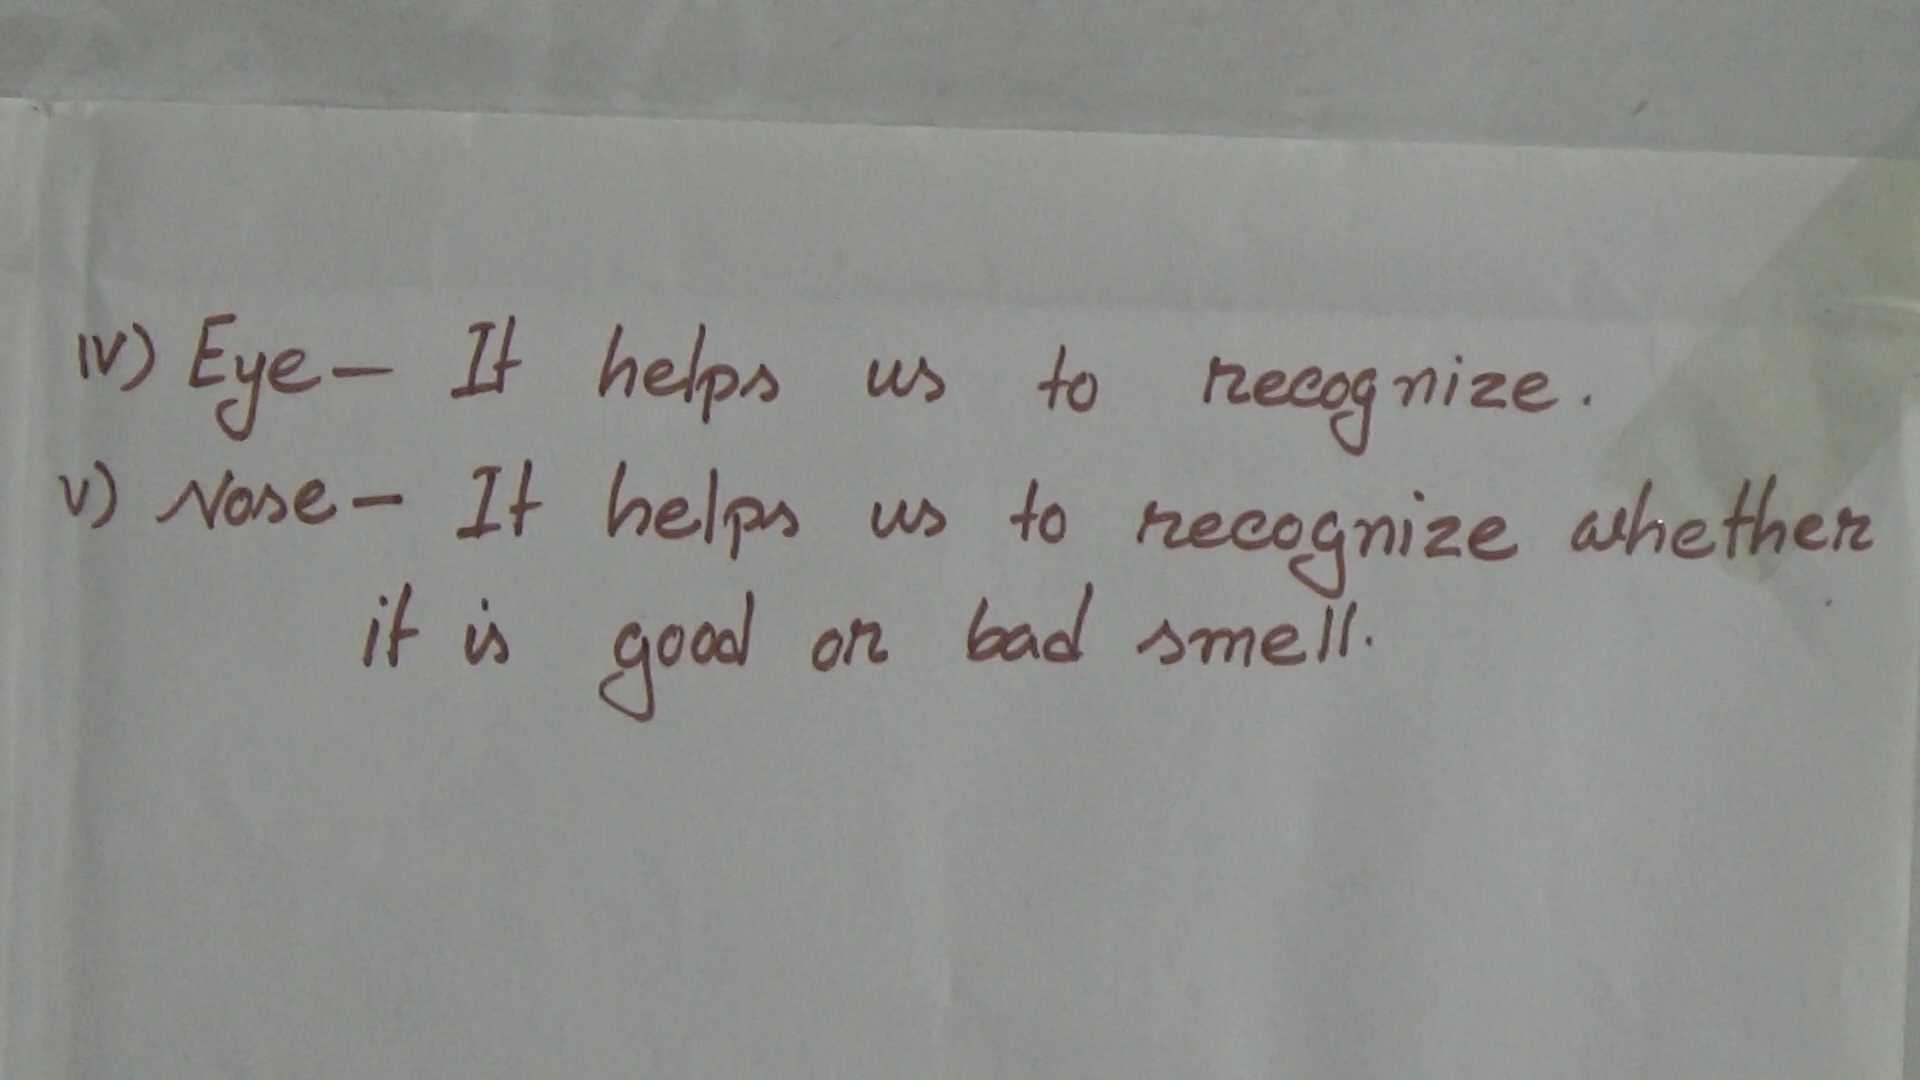 iv) Eye - It helps us to recognize.
v) Nose - It helps us to recognize whether
it is good or bad smell.